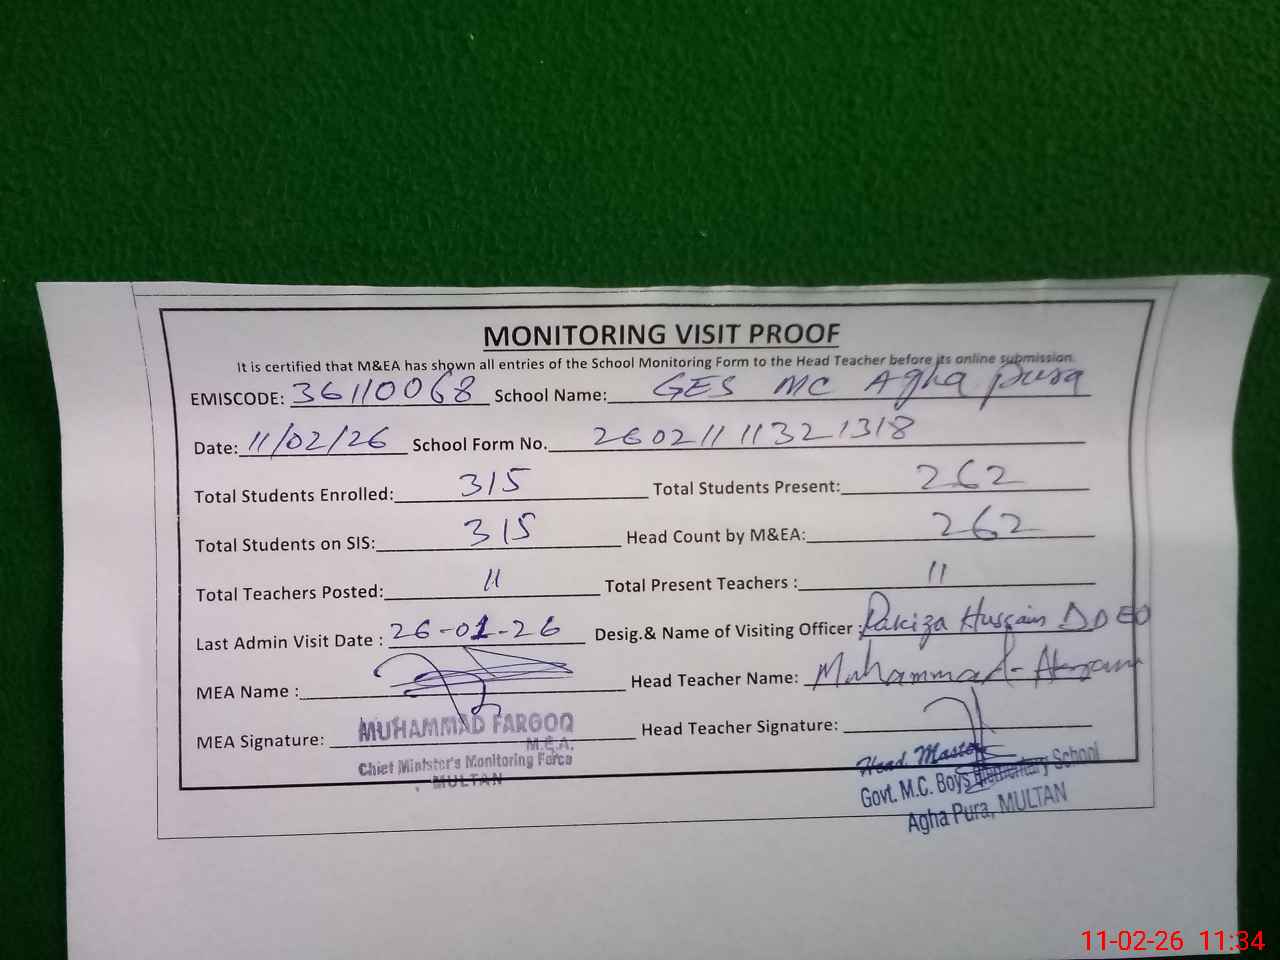 MONITORING VISIT PROOF
It is certified that M&EA has shown all entries of the School Monitoring Form to the Head Teacher before its online submission.
EMISCODE: 36110068 School Name: GES MC Agha pura
Date: 11/02/26 School Form No. 26021111321318
Total Students Enrolled: 315 Total Students Present: 262
Total Students on SIS: 315 Head Count by M&EA: 262
Total Teachers Posted: 11 Total Present Teachers : 11
Last Admin Visit Date : 26-01-26 Desig.& Name of Visiting Officer : Pakiza Hussain DDEO
MEA Name : Head Teacher Name: Muhammad Akram
MEA Signature: Head Teacher Signature:
MUHAMMAD FAROOQ
M.E.A.
Chief Minister's Monitoring Force
MULTAN
Head Master
Govt. M.C. Boys Elementary School
Agha Pura, MULTAN
11-02-26 11:34